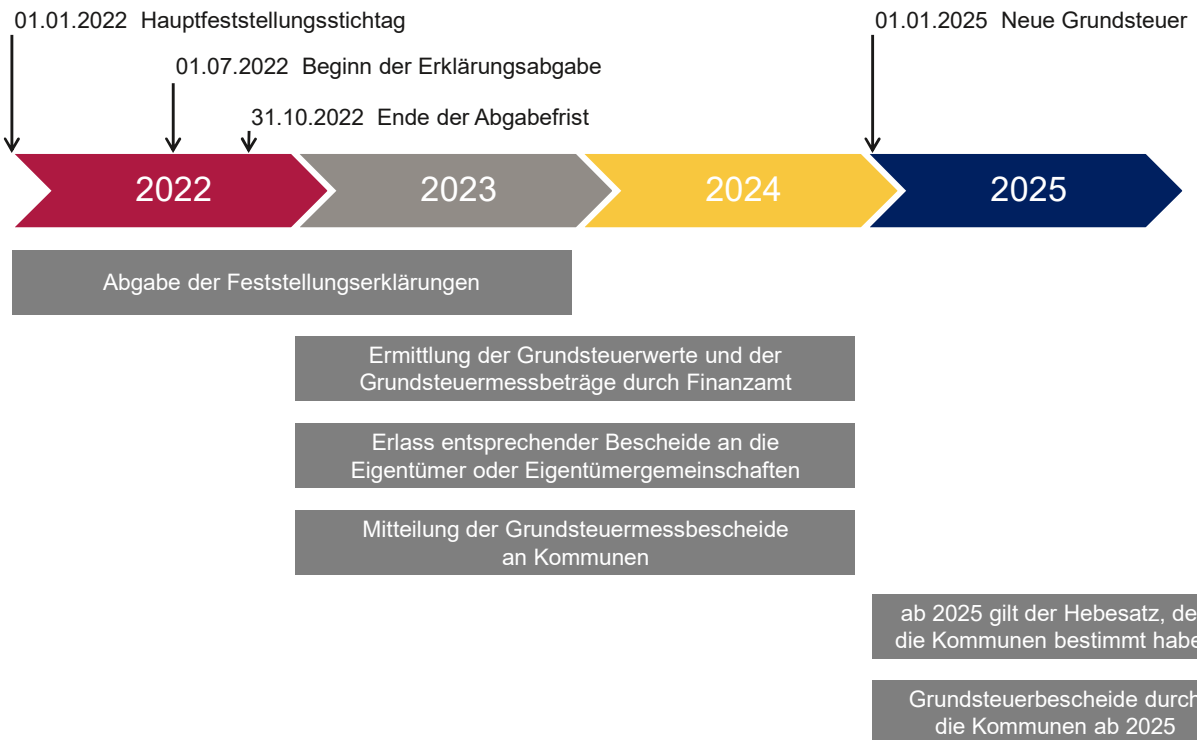 01.01.2022 Hauptfeststellungsstichtag
01.01.2025 Neue Grundsteuer
01.07.2022 Beginn der Erklärungsabgabe
31.10.2022 Ende der Abgabefrist
2022
2023
2024
2025
Abgabe der Feststellungserklärungen
Ermittlung der Grundsteuerwerte und der
Grundsteuermessbeträge durch Finanzamt
Erlass entsprechender Bescheide an die
Eigentümer oder Eigentümergemeinschaften
Mitteilung der Grundsteuermessbescheide
an Kommunen
ab 2025 gilt der Hebesatz, de
die Kommunen bestimmt habe
Grundsteuerbescheide durch
die Kommunen ab 2025